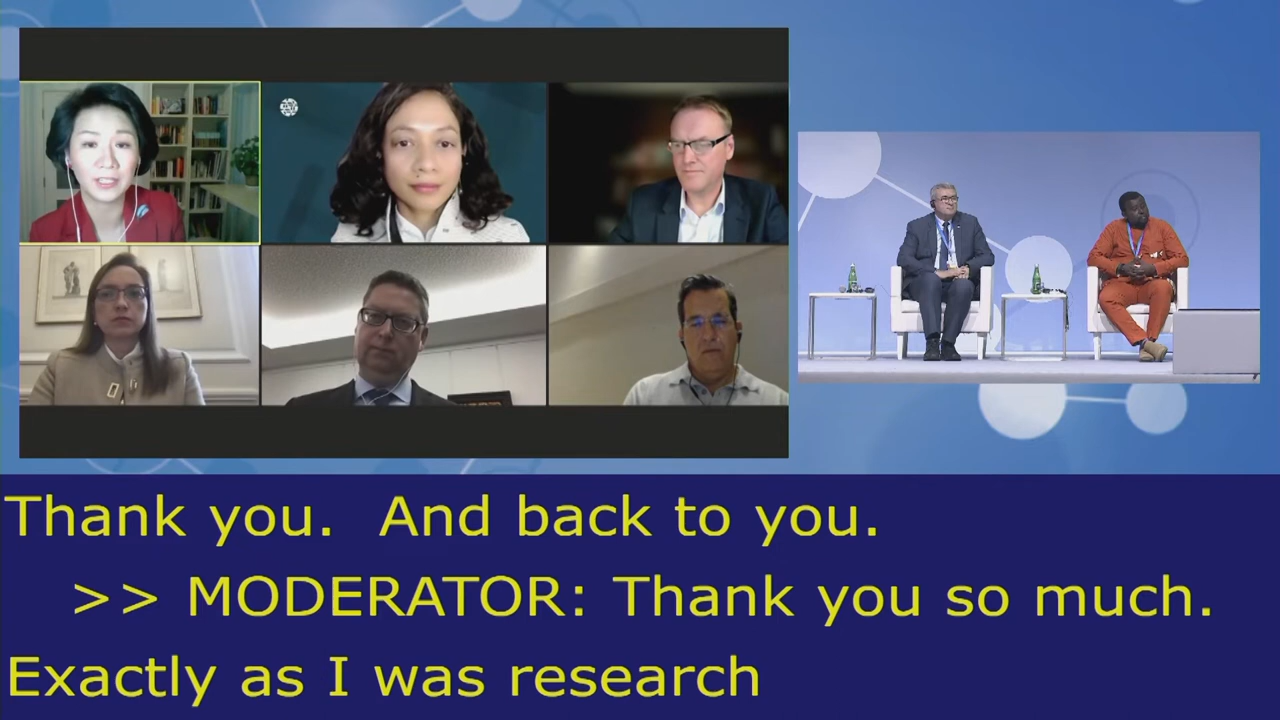 Thank you.  And back to you.
>> MODERATOR: Thank you so much.
Exactly as I was research